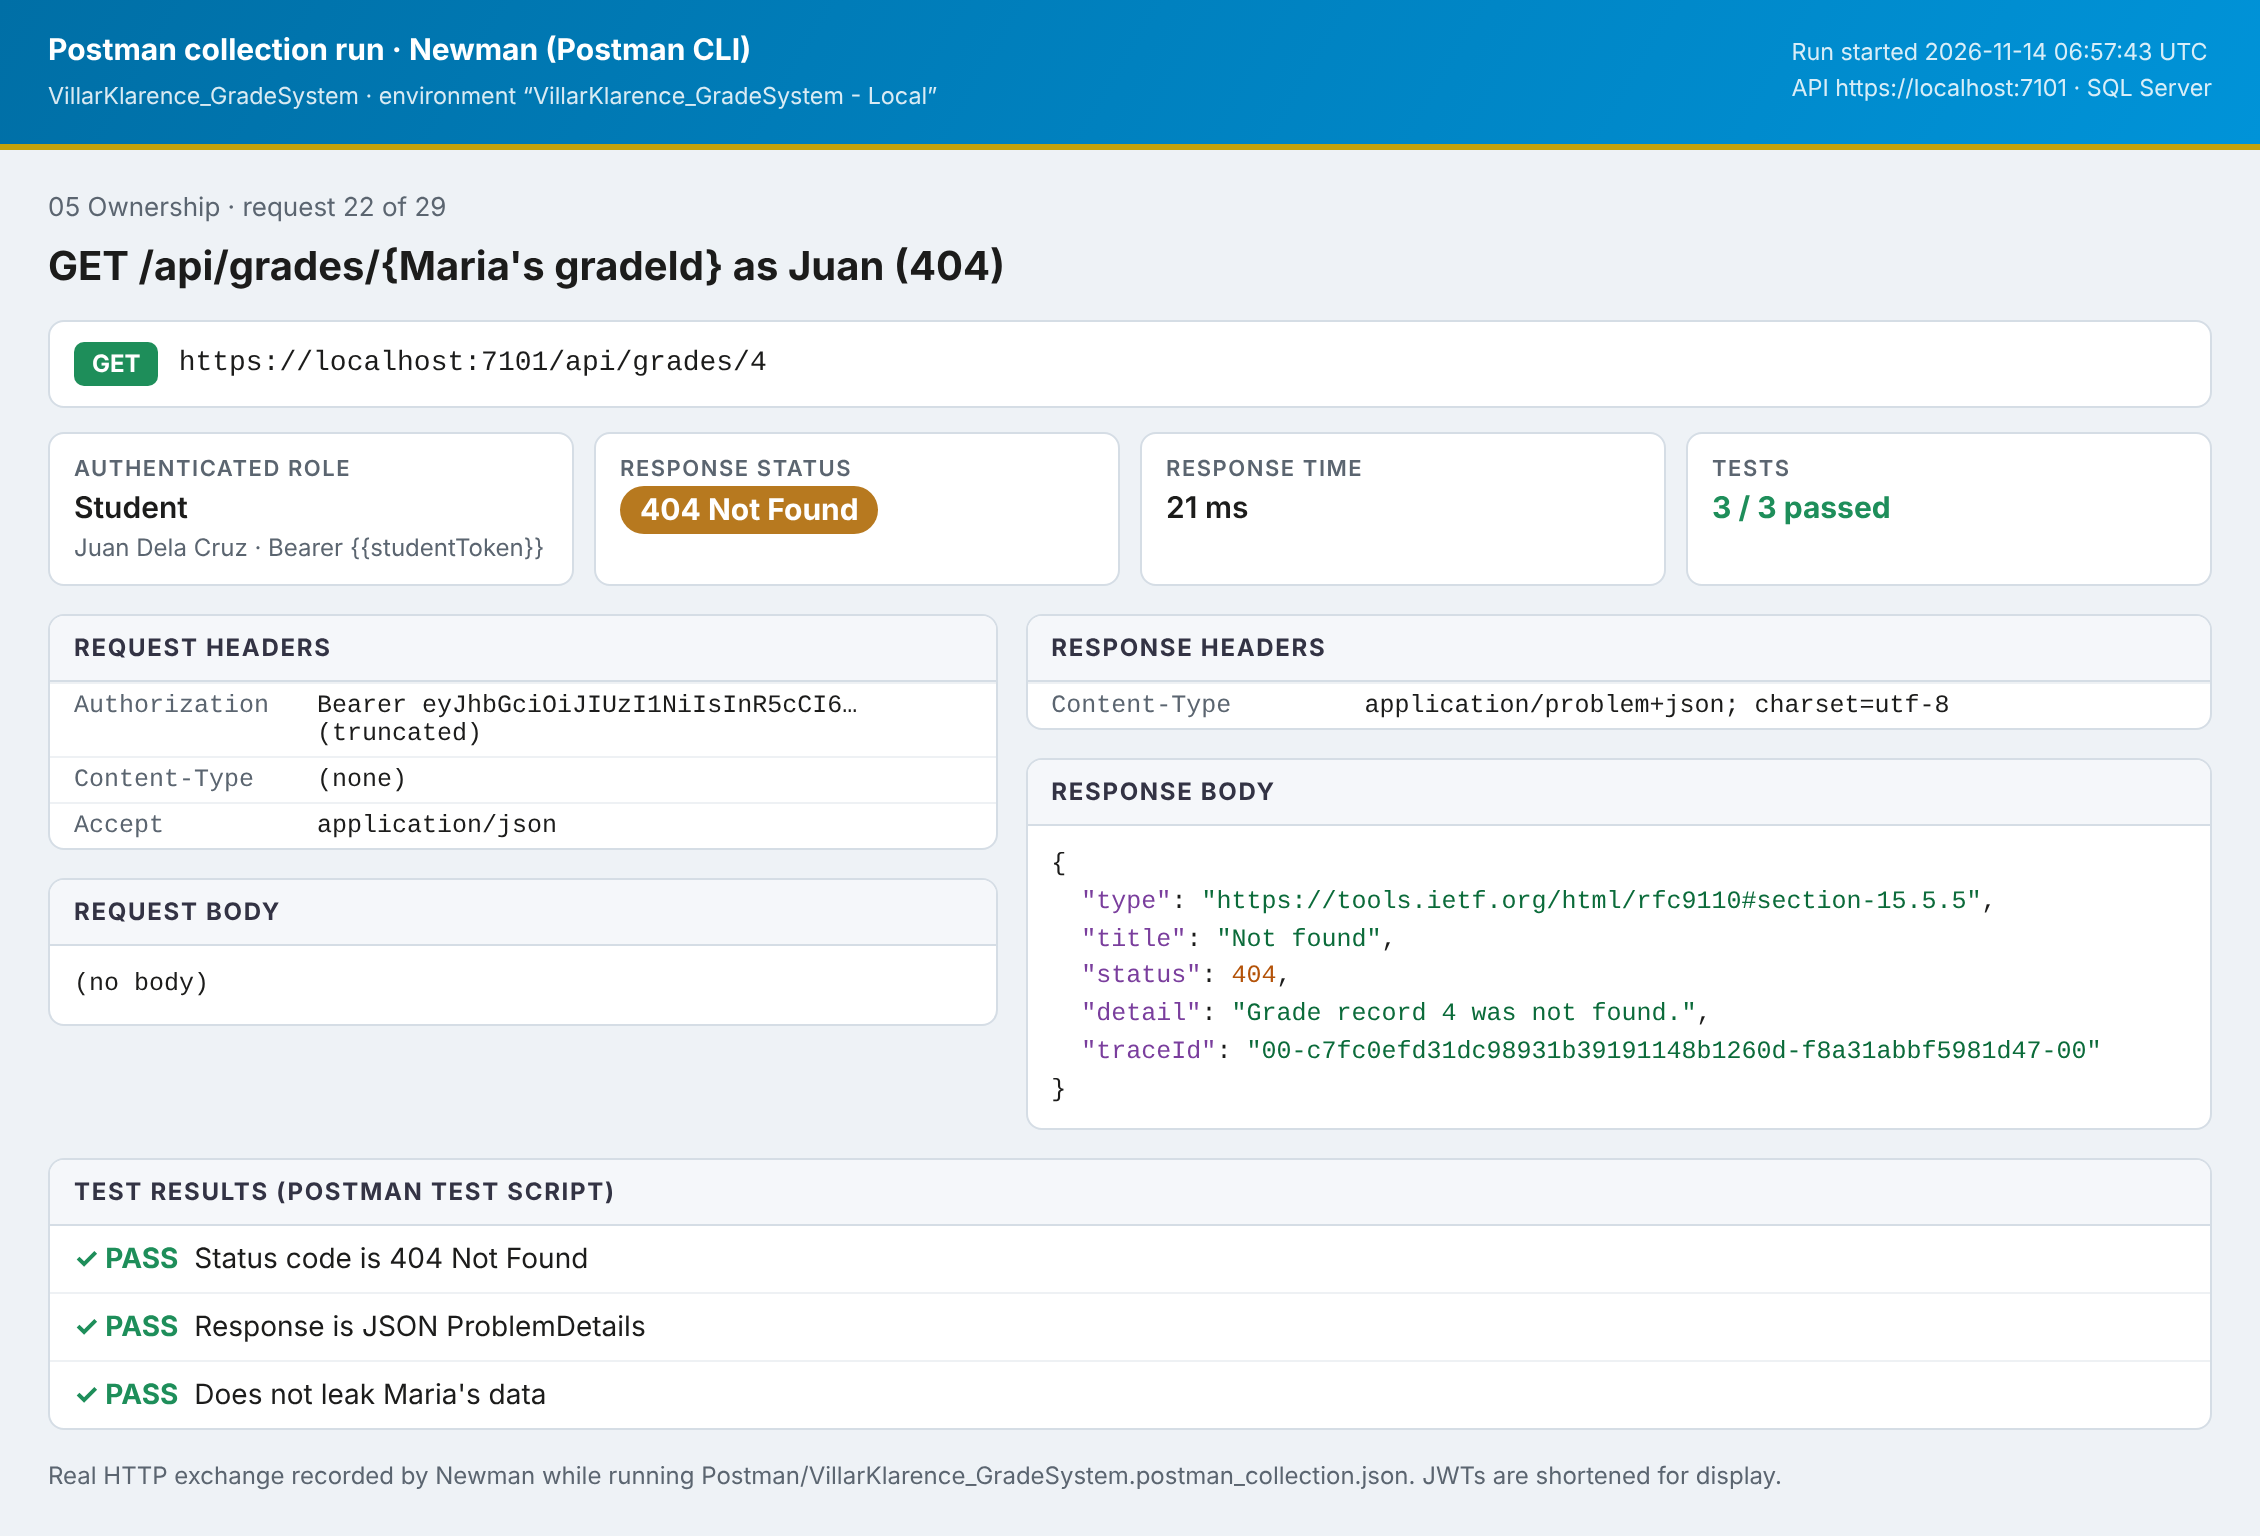 Postman collection run · Newman (Postman CLI)
VillarKlarence_GradeSystem · environment “VillarKlarence_GradeSystem - Local”
Run started 2026-11-14 06:57:43 UTC
API https://localhost:7101 · SQL Server
05 Ownership · request 22 of 29
GET /api/grades/{Maria's gradeId} as Juan (404)
GET https://localhost:7101/api/grades/4
AUTHENTICATED ROLE
Student
Juan Dela Cruz · Bearer {{studentToken}}
RESPONSE STATUS
404 Not Found
RESPONSE TIME
21 ms
TESTS
3 / 3 passed
REQUEST HEADERS
Authorization Bearer eyJhbGciOiJIUzI1NiIsInR5cCI6…
(truncated)
Content-Type (none)
Accept application/json
REQUEST BODY
(no body)
RESPONSE HEADERS
Content-Type application/problem+json; charset=utf-8
RESPONSE BODY
{
"type": "https://tools.ietf.org/html/rfc9110#section-15.5.5",
"title": "Not found",
"status": 404,
"detail": "Grade record 4 was not found.",
"traceId": "00-c7fc0efd31dc98931b39191148b1260d-f8a31abbf5981d47-00"
}
TEST RESULTS (POSTMAN TEST SCRIPT)
✓ PASS Status code is 404 Not Found
✓ PASS Response is JSON ProblemDetails
✓ PASS Does not leak Maria's data
Real HTTP exchange recorded by Newman while running Postman/VillarKlarence_GradeSystem.postman_collection.json. JWTs are shortened for display.